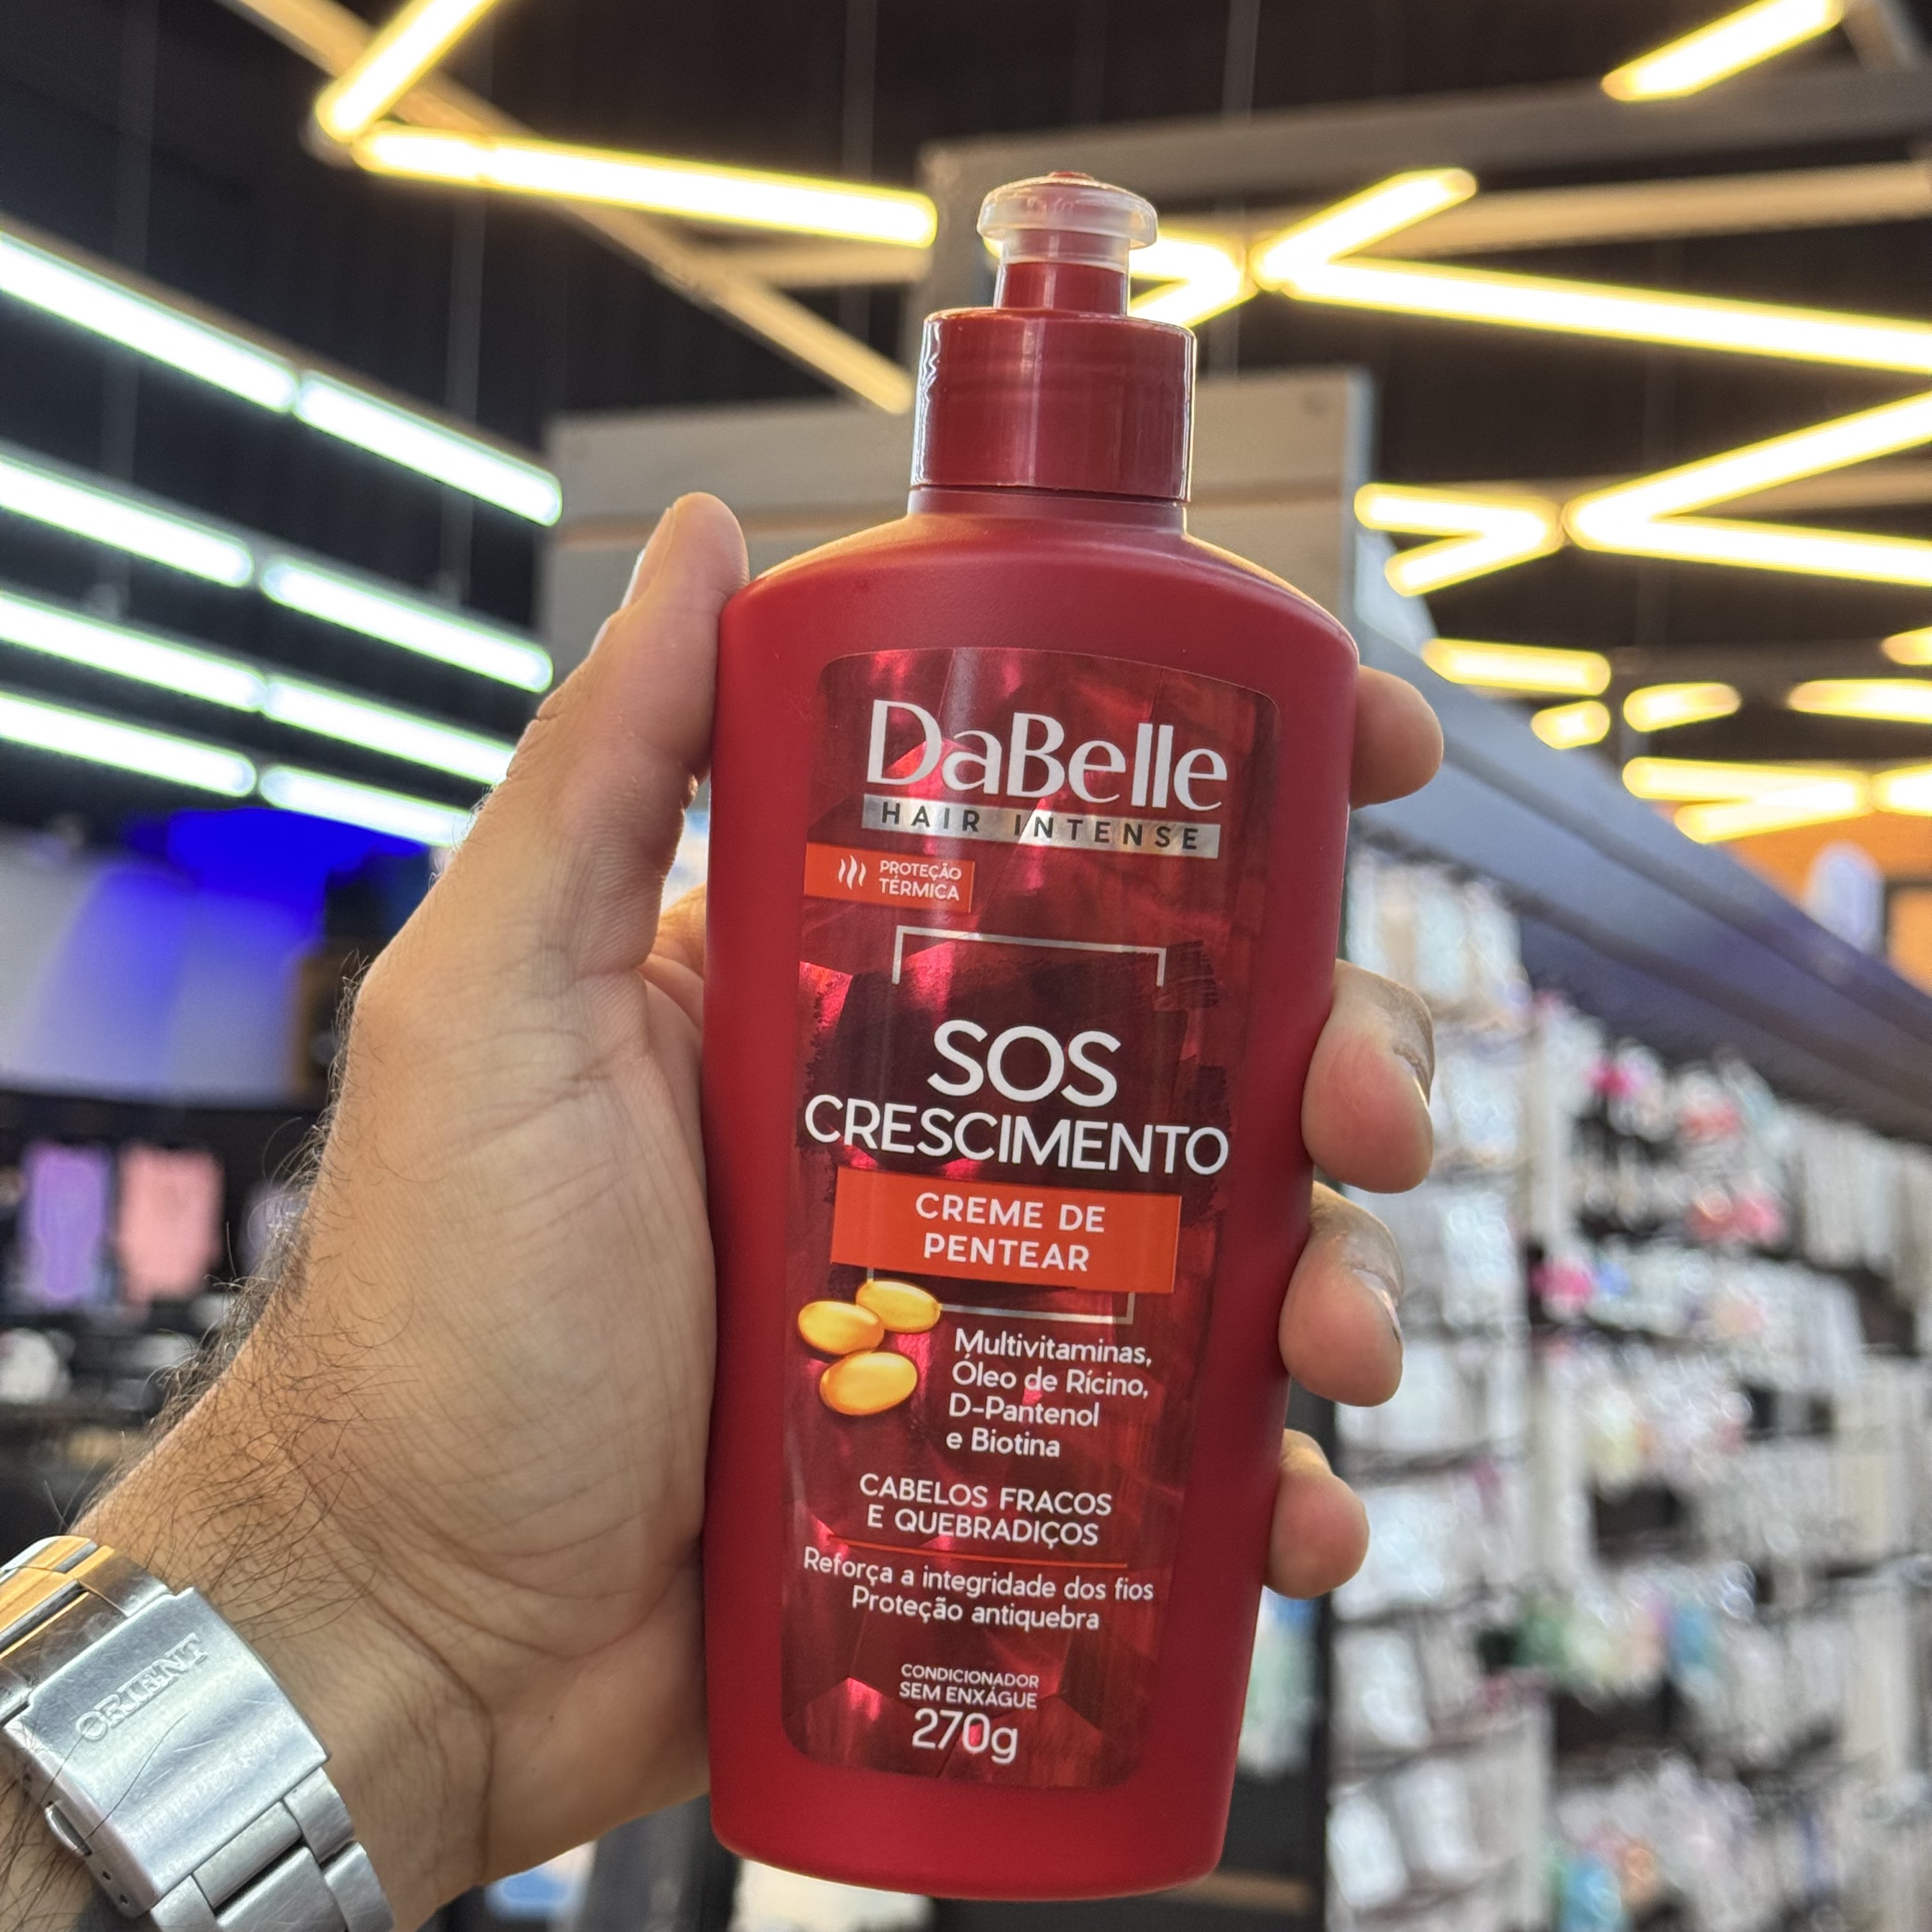 DaBelle
HAIR INTENSE
PROTEÇÃO
TÉRMICA
SOS
CRESCIMENTO
CREME DE
PENTEAR
Multivitaminas,
Óleo de Rícino,
D-Pantenol
e Biotina
CABELOS FRACOS
E QUEBRADIÇOS
Reforça a integridade dos fios
Proteção antiquebra
CONDICIONADOR
SEM ENXÁGUE
270g
ORIENT